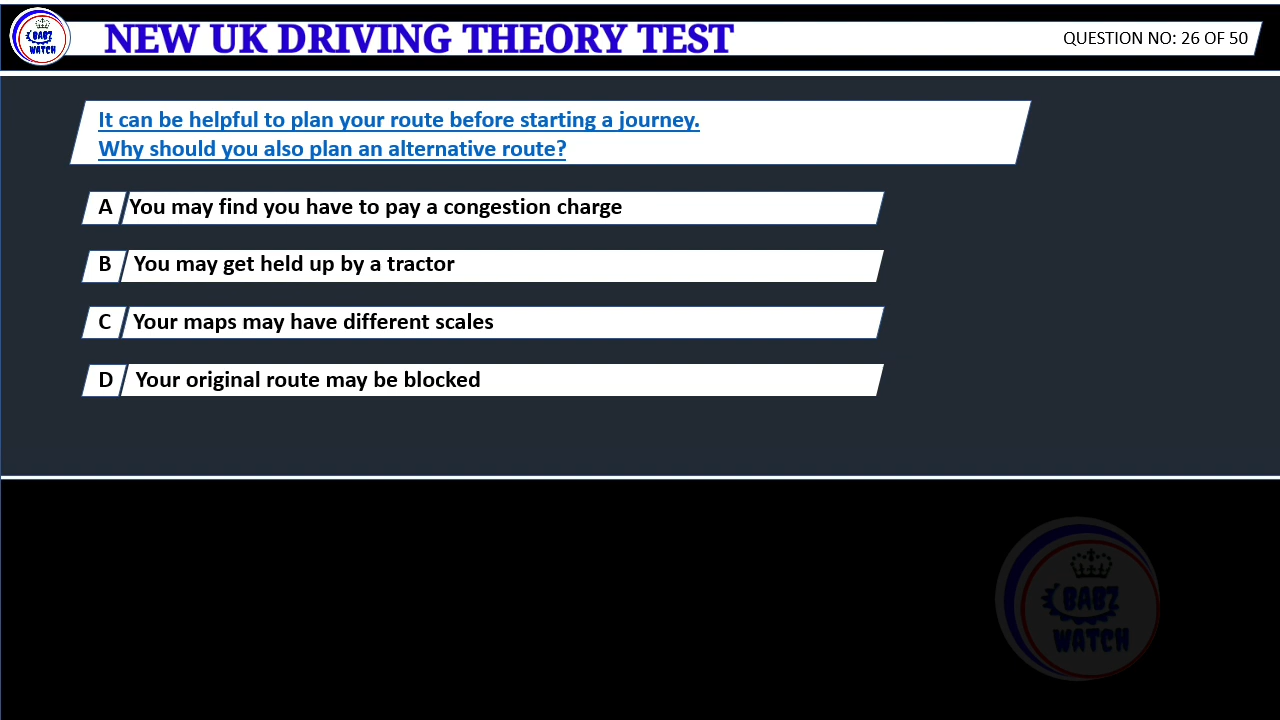 BABZ
WATCH
NEW UK DRIVING THEORY TEST
QUESTION NO: 26 OF 50
It can be helpful to plan your route before starting a journey.
Why should you also plan an alternative route?
A You may find you have to pay a congestion charge
B You may get held up by a tractor
C Your maps may have different scales
D Your original route may be blocked
BABZ
WATCH